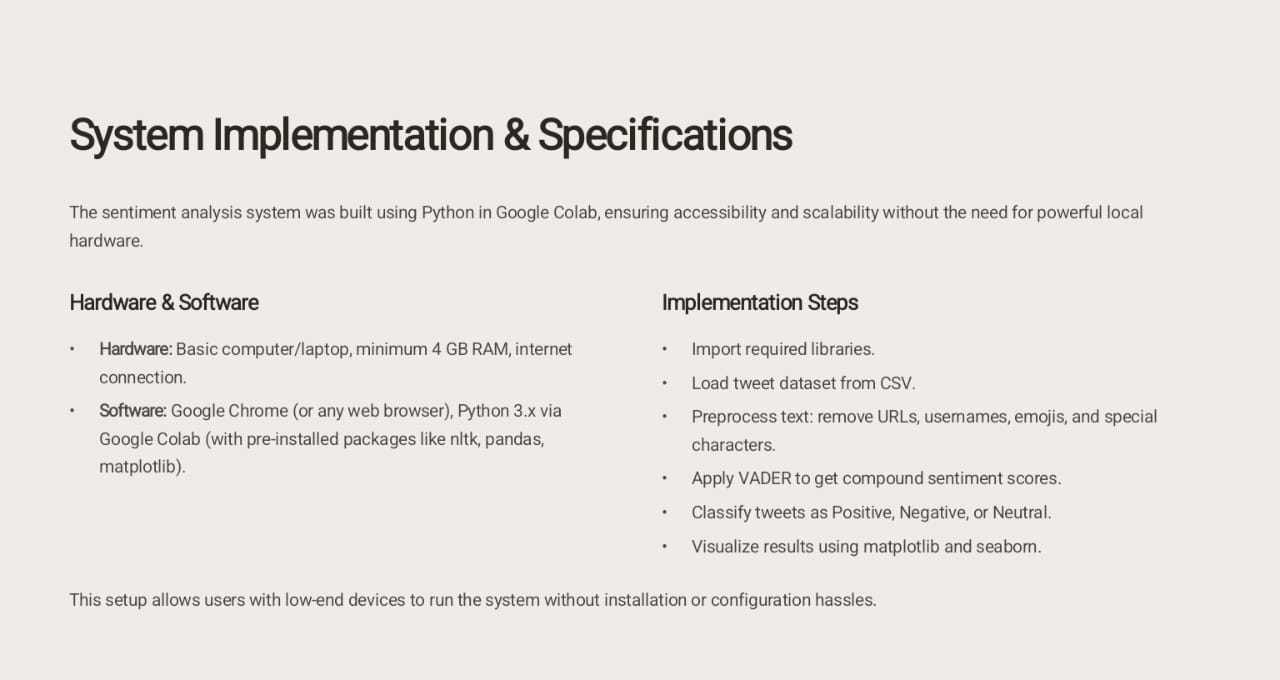 System Implementation & Specifications
The sentiment analysis system was built using Python in Google Colab, ensuring accessibility and scalability without the need for powerful local
hardware.
Hardware & Software
• Hardware: Basic computer/laptop, minimum 4 GB RAM, internet
connection.
• Software: Google Chrome (or any web browser), Python 3.x via
Google Colab (with pre-installed packages like nltk, pandas,
matplotlib).
Implementation Steps
• Import required libraries.
• Load tweet dataset from CSV.
• Preprocess text: remove URLs, usernames, emojis, and special
characters.
• Apply VADER to get compound sentiment scores.
• Classify tweets as Positive, Negative, or Neutral.
• Visualize results using matplotlib and seaborn.
This setup allows users with low-end devices to run the system without installation or configuration hassles.